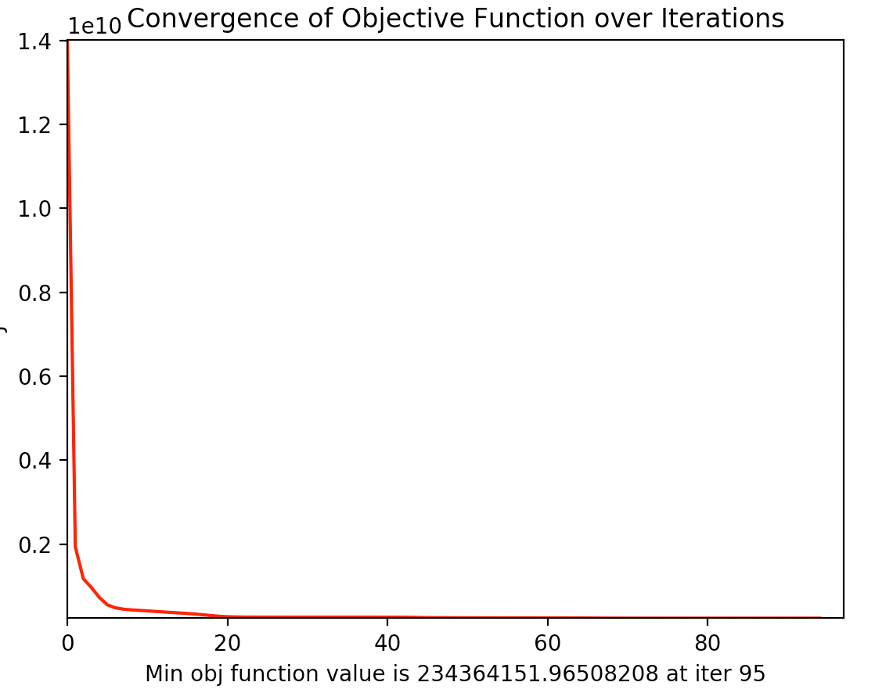 Convergence of Objective Function over Iterations
1e10
1.4
1.2
1.0
0.8
0.6
0.4
0.2
0 20 40 60 80
Min obj function value is 234364151.96508208 at iter 95